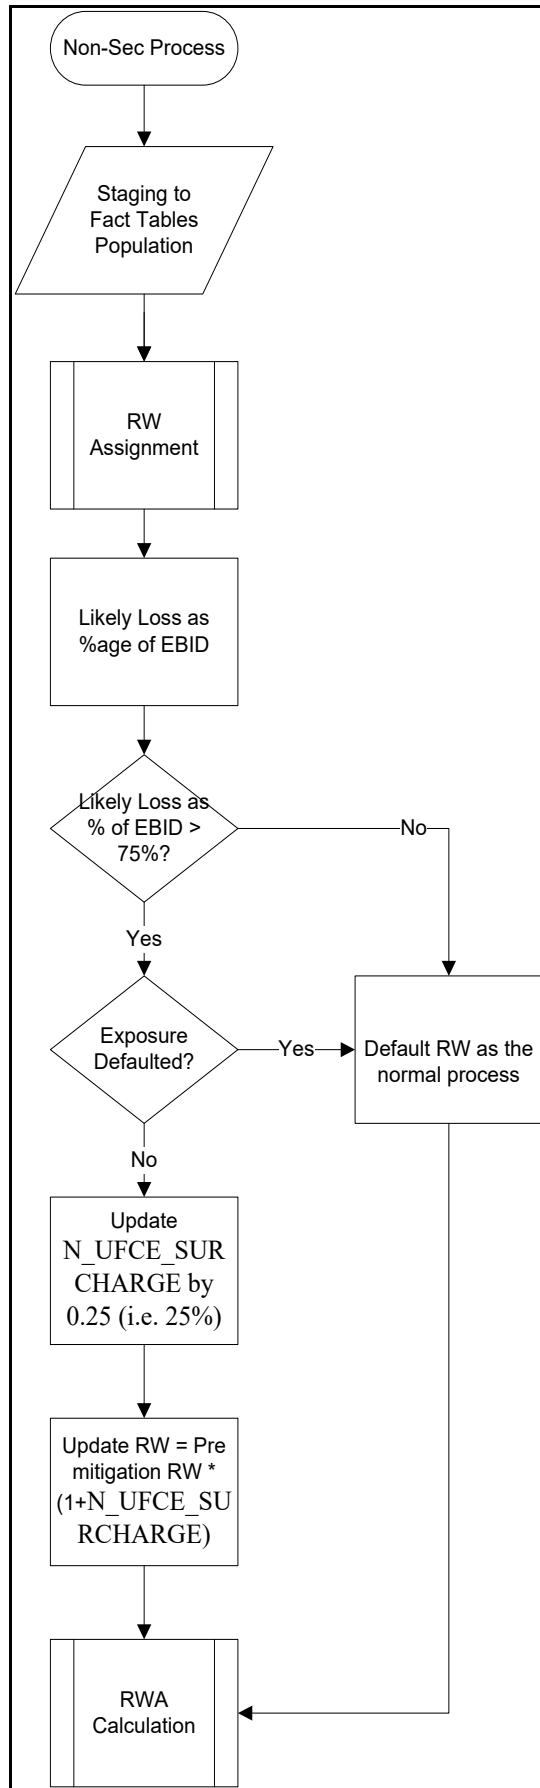 Non-Sec Process
Staging to
Fact Tables
Population
RW
Assignment
Likely Loss as
%age of EBID
Likely Loss as
% of EBID >
75%?
No
Yes
Exposure
Defaulted?
Yes
Default RW as the
normal process
No
Update
N_UFCE_SUR
CHARGE by
0.25 (i.e. 25%)
Update RW = Pre
mitigation RW *
(1+N_UFCE_SU
RCHARGE)
RWA
Calculation